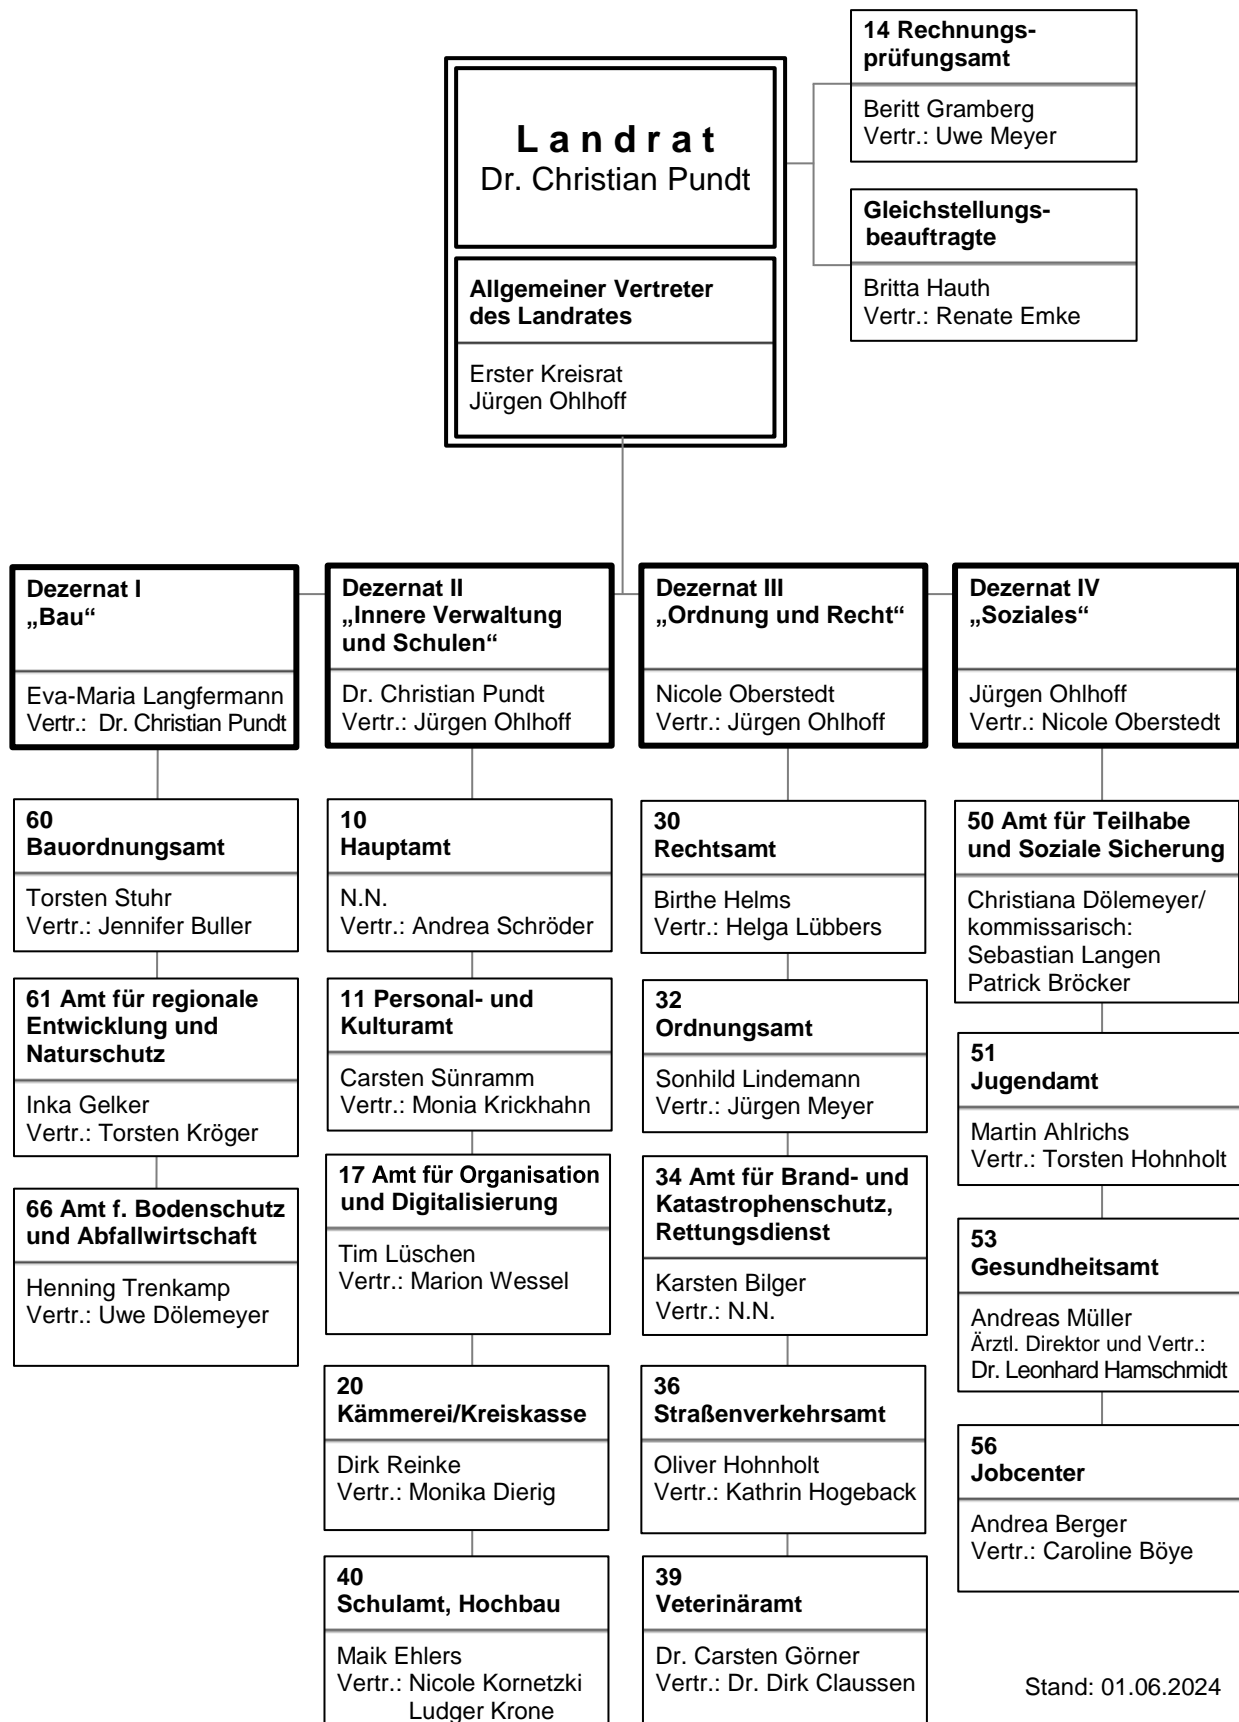 14 Rechnungs-
prüfungsamt
Beritt Gramberg
Vertr.: Uwe Meyer
Landrat
Dr. Christian Pundt
Gleichstellungs-
beauftragte
Britta Hauth
Vertr.: Renate Emke
Allgemeiner Vertreter
des Landrates
Erster Kreisrat
Jürgen Ohlhoff
Dezernat I
„Bau“
Eva-Maria Langfermann
Vertr.: Dr. Christian Pundt
Dezernat II
„Innere Verwaltung
und Schulen“
Dr. Christian Pundt
Vertr.: Jürgen Ohlhoff
Dezernat III
„Ordnung und Recht“
Nicole Oberstedt
Vertr.: Jürgen Ohlhoff
Dezernat IV
„Soziales“
Jürgen Ohlhoff
Vertr.: Nicole Oberstedt
60
Bauordnungsamt
Torsten Stuhr
Vertr.: Jennifer Buller
61 Amt für regionale
Entwicklung und
Naturschutz
Inka Gelker
Vertr.: Torsten Kröger
66 Amt f. Bodenschutz
und Abfallwirtschaft
Henning Trenkamp
Vertr.: Uwe Dölemeyer
10
Hauptamt
N.N.
Vertr.: Andrea Schröder
11 Personal- und
Kulturamt
Carsten Sünramm
Vertr.: Monia Krickhahn
17 Amt für Organisation
und Digitalisierung
Tim Lüschen
Vertr.: Marion Wessel
20
Kämmerei/Kreiskasse
Dirk Reinke
Vertr.: Monika Dierig
40
Schulamt, Hochbau
Maik Ehlers
Vertr.: Nicole Kornetzki
Ludger Krone
30
Rechtsamt
Birthe Helms
Vertr.: Helga Lübbers
32
Ordnungsamt
Sonhild Lindemann
Vertr.: Jürgen Meyer
34 Amt für Brand- und
Katastrophenschutz,
Rettungsdienst
Karsten Bilger
Vertr.: N.N.
36
Straßenverkehrsamt
Oliver Hohnholt
Vertr.: Kathrin Hogeback
39
Veterinäramt
Dr. Carsten Görner
Vertr.: Dr. Dirk Claussen
50 Amt für Teilhabe
und Soziale Sicherung
Christiana Dölemeyer/
kommissarisch:
Sebastian Langen
Patrick Bröcker
51
Jugendamt
Martin Ahlrichs
Vertr.: Torsten Hohnholt
53
Gesundheitsamt
Andreas Müller
Ärztl. Direktor und Vertr.:
Dr. Leonhard Hamschmidt
56
Jobcenter
Andrea Berger
Vertr.: Caroline Böye
Stand: 01.06.2024